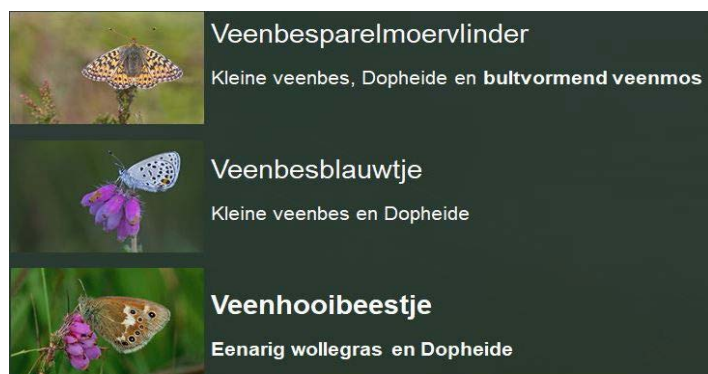 Veenbesparelmoervlinder
Kleine veenbes, Dopheide en bultvormend veenmos
Veenbesblauwtje
Kleine veenbes en Dopheide
Veenhooibeestje
Eenarig wollegras en Dopheide